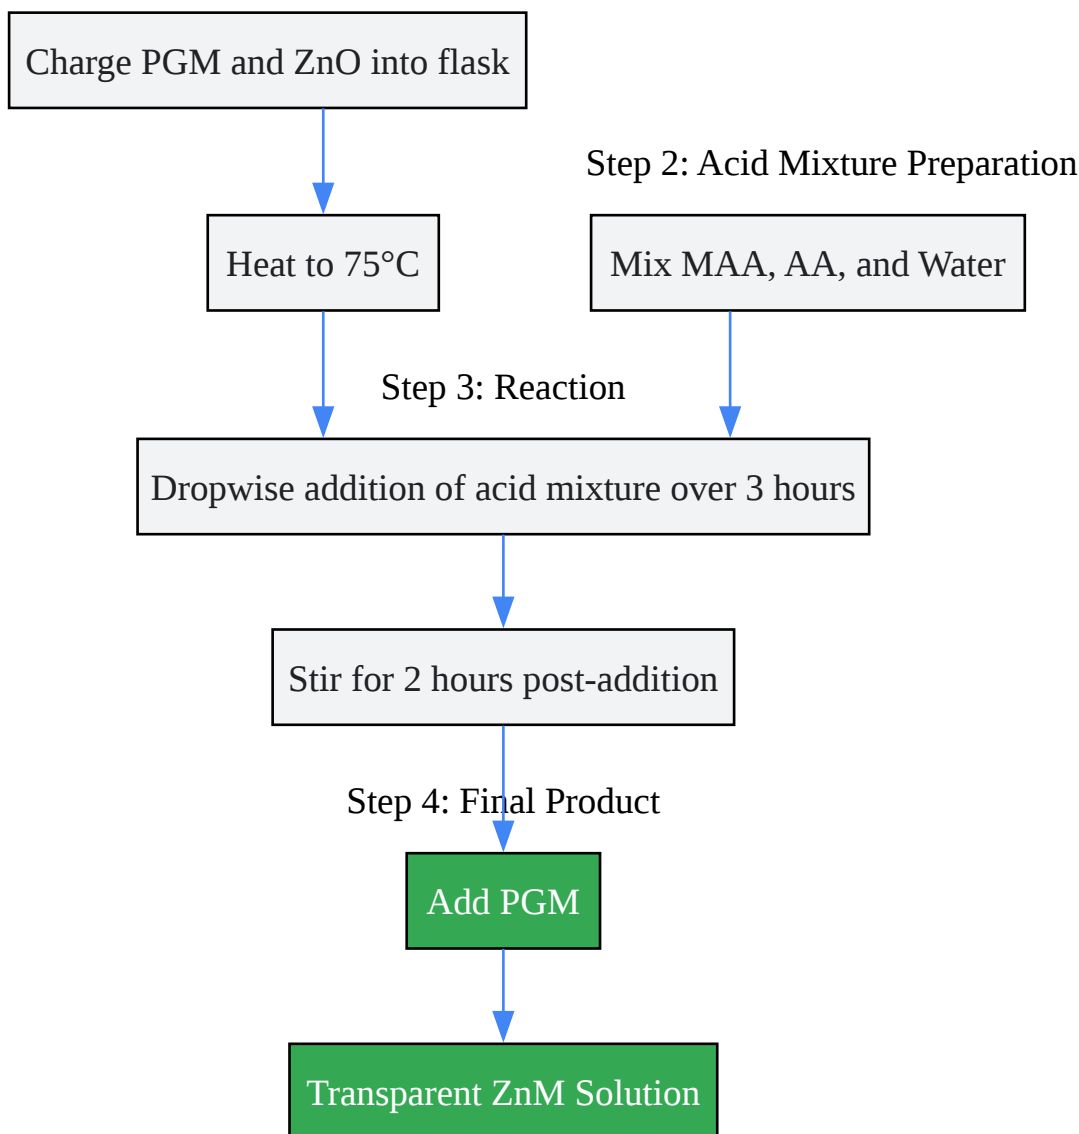 Charge PGM and ZnO into flask
Step 2: Acid Mixture Preparation
Heat to 75°C
Mix MAA, AA, and Water
Step 3: Reaction
Dropwise addition of acid mixture over 3 hours
Stir for 2 hours post-addition
Step 4: Final Product
Add PGM
Transparent ZnM Solution